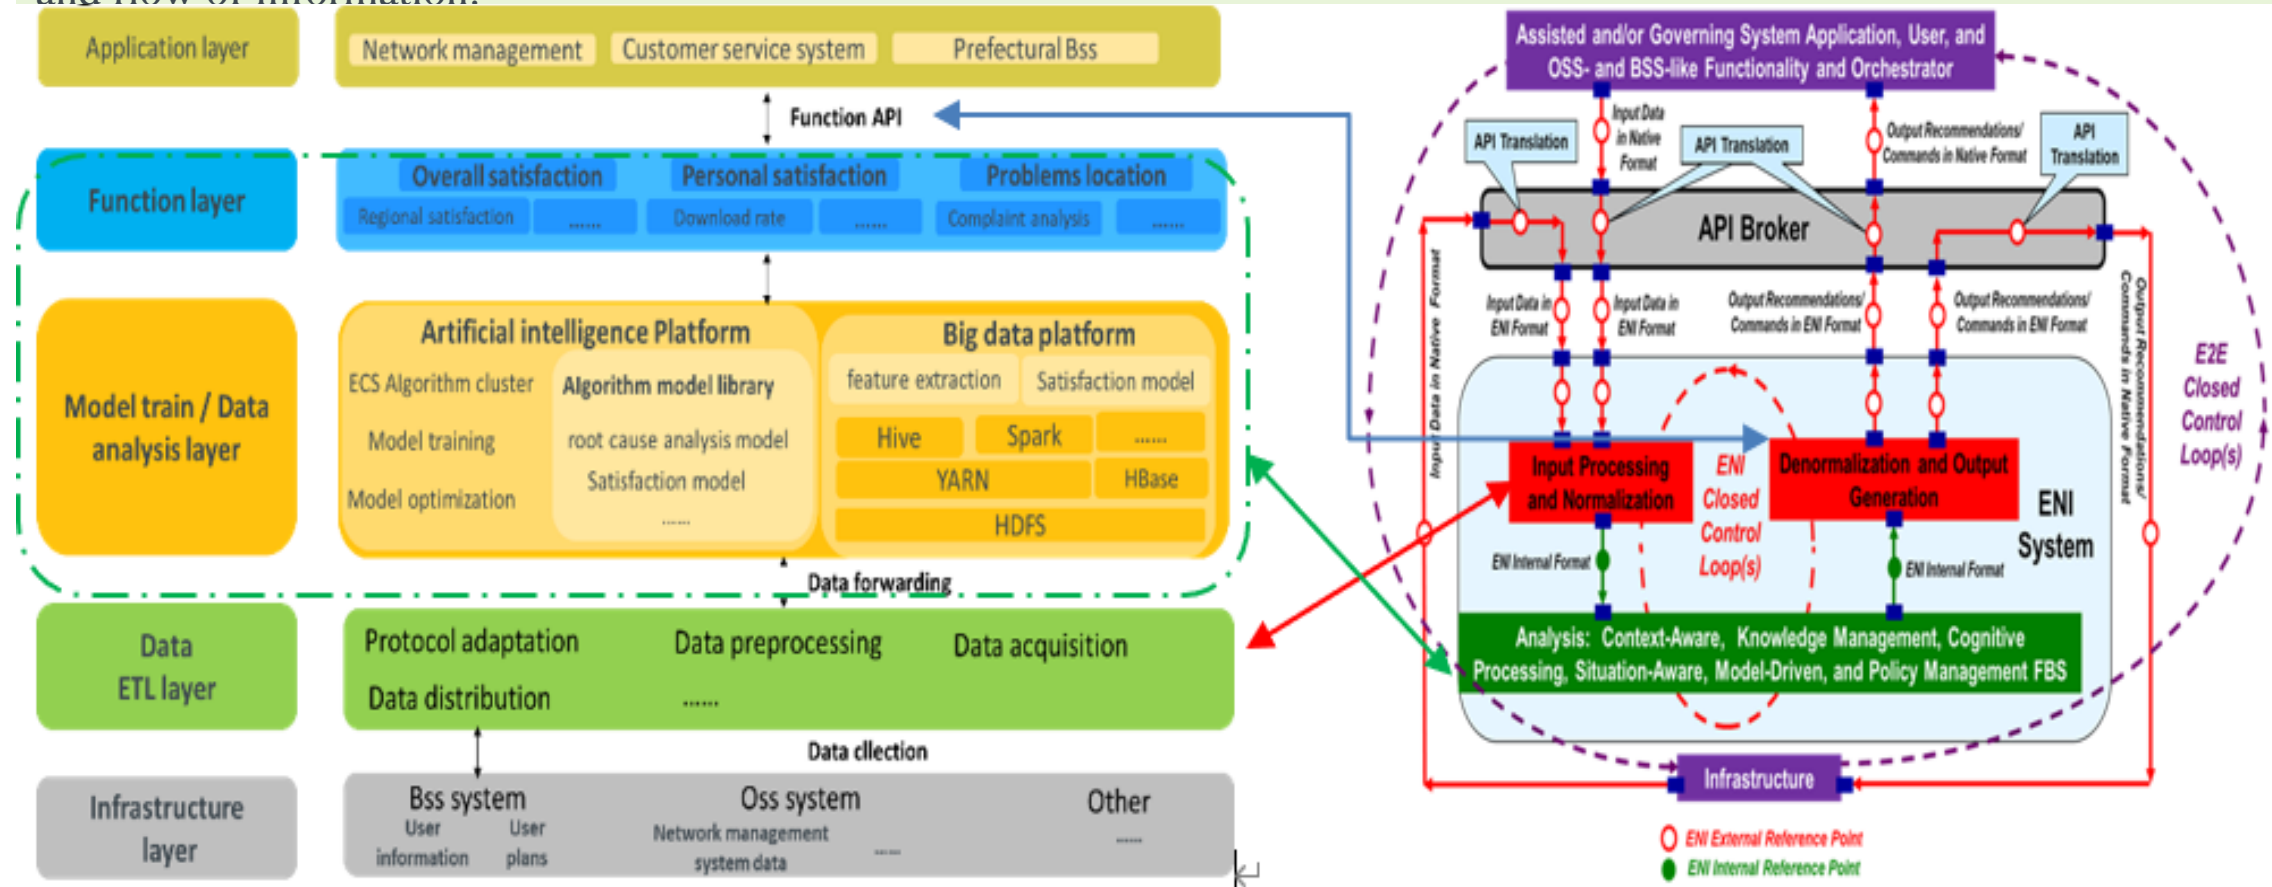 and flow of information.
Application layer
Network management
Customer service system
Prefectural Bss
Function API
Function layer
Overall satisfaction
Personal satisfaction
Problems location
Regional satisfaction
......
Download rate
......
Complaint analysis
......
Model train / Data
analysis layer
Artificial intelligence Platform
ECS Algorithm cluster
Model training
Model optimization
Algorithm model library
root cause analysis model
Satisfaction model
......
Big data platform
feature extraction
Satisfaction model
Hive
Spark
......
YARN
HBase
HDFS
Data forwarding
Data
ETL layer
Protocol adaptation
Data preprocessing
Data acquisition
Data distribution
......
Data cllection
Infrastructure
layer
Bss system
User
information
User
plans
Oss system
Network management
system data
......
Other
......
Assisted and/or Governing System Application, User, and
OSS- and BSS-like Functionality and Orchestrator
Input Data
in Native
Format
Output Recommendations/
Commands in Native Format
API Translation
API Translation
API
Translation
API Broker
Input Data in
ENI Format
Input Data in
ENI Format
Output Recommendations/
Commands in ENI Format
Output Recommendations/
Commands in ENI Format
Input Data in Native Format
Output Recommendations/
Commands in Native Format
E2E
Closed
Control
Loop(s)
Input Processing
and Normalization
ENI
Closed
Control
Loop(s)
Denormalization and Output
Generation
ENI
System
ENI Internal Format
ENI Internal Format
Analysis: Context-Aware, Knowledge Management, Cognitive
Processing, Situation-Aware, Model-Driven, and Policy Management FBS
Infrastructure
ENI External Reference Point
ENI Internal Reference Point